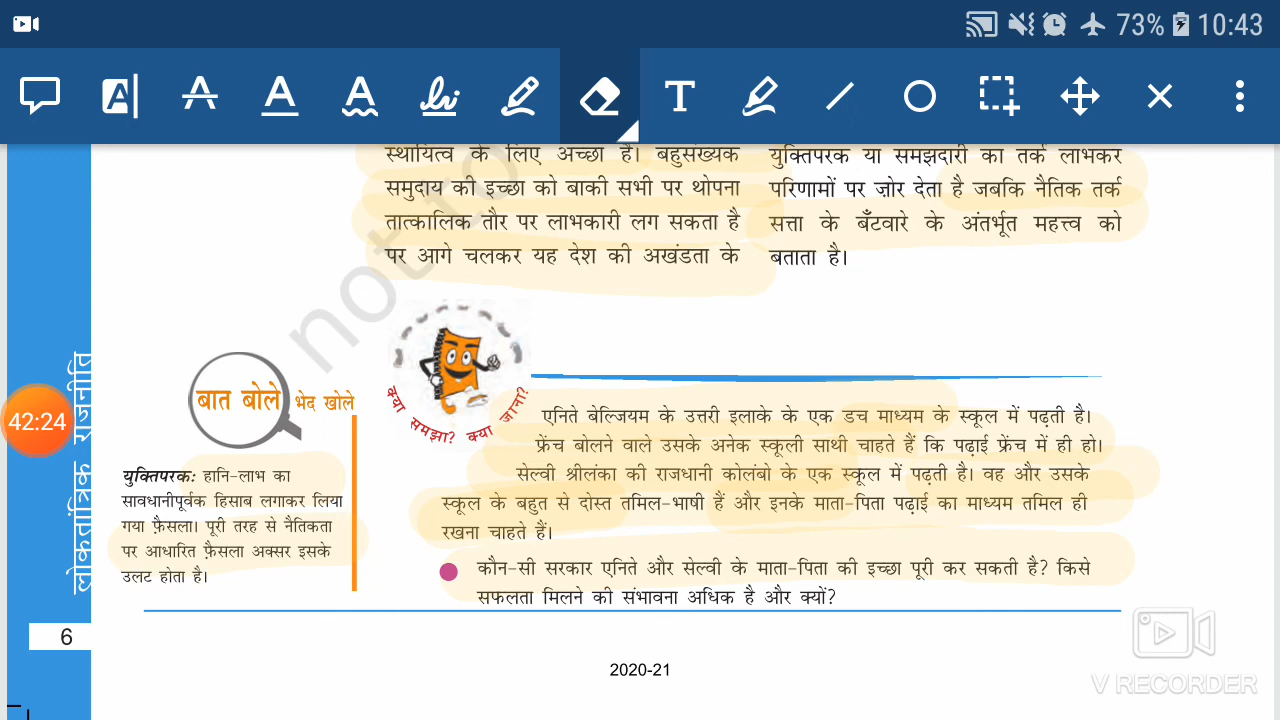 73% 10:43
A A A T
स्थायित्व के लिए अच्छा है। बहुसंख्यक
समुदाय की इच्छा को बाकी सभी पर थोपना
तात्कालिक तौर पर लाभकारी लग सकता है
पर आगे चलकर यह देश की अखंडता के
युक्तिपरक या समझदारी का तर्क लाभकर
परिणामों पर ज़ोर देता है जबकि नैतिक तर्क
सत्ता के बँटवारे के अंतर्भूत महत्त्व को
बताता है।
not to
लोकतांत्रिक राजनीति
42:24
बात बोले भेद खोले
युक्तिपरक: हानि-लाभ का
सावधानीपूर्वक हिसाब लगाकर लिया
गया फ़ैसला। पूरी तरह से नैतिकता
पर आधारित फ़ैसला अक्सर इसके
उलट होता है।
क्या समझा? क्या जाना?
एनिते बेल्जियम के उत्तरी इलाके के एक डच माध्यम के स्कूल में पढ़ती है।
फ्रेंच बोलने वाले उसके अनेक स्कूली साथी चाहते हैं कि पढ़ाई फ्रेंच में ही हो।
सेल्वी श्रीलंका की राजधानी कोलंबो के एक स्कूल में पढ़ती है। वह और उसके
स्कूल के बहुत से दोस्त तमिल-भाषी हैं और इनके माता-पिता पढ़ाई का माध्यम तमिल ही
रखना चाहते हैं।
कौन-सी सरकार एनिते और सेल्वी के माता-पिता की इच्छा पूरी कर सकती है? किसे
सफलता मिलने की संभावना अधिक है और क्यों?
6
2020-21
V RECORDER